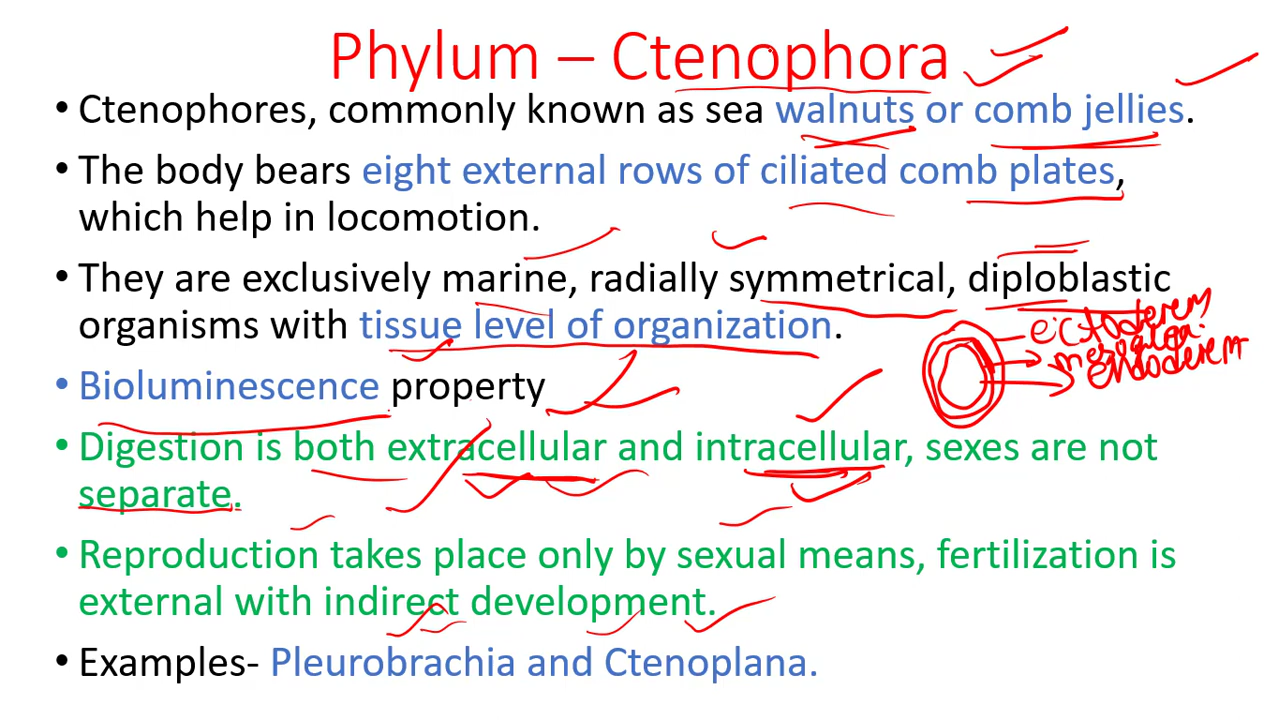 Phylum – Ctenophora
• Ctenophores, commonly known as sea walnuts or comb jellies.
• The body bears eight external rows of ciliated comb plates,
which help in locomotion.
• They are exclusively marine, radially symmetrical, diploblastic
organisms with tissue level of organization.
ectoderem
endoderem
• Bioluminescence property
• Digestion is both extracellular and intracellular, sexes are not
separate.
• Reproduction takes place only by sexual means, fertilization is
external with indirect development.
• Examples- Pleurobrachia and Ctenoplana.